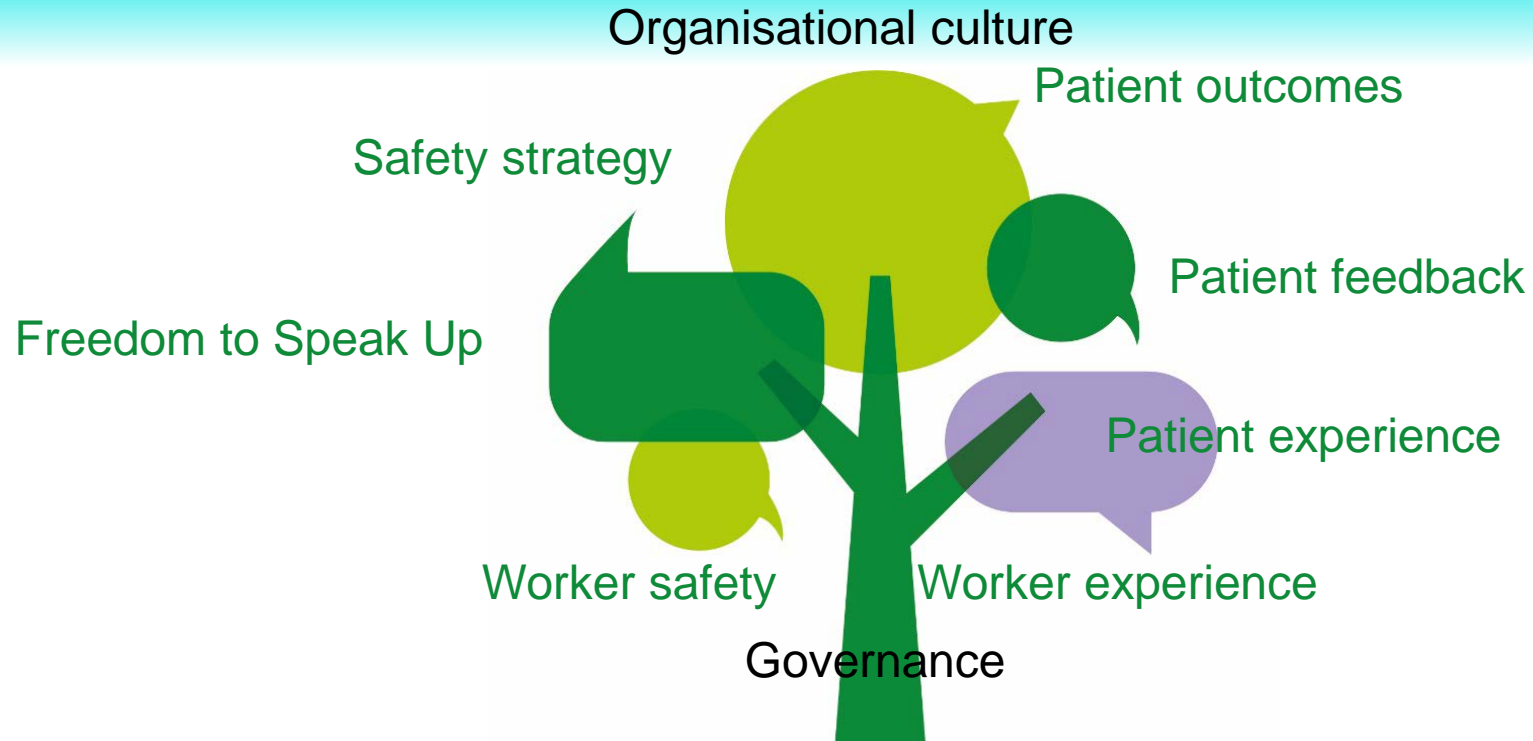 Organisational culture
Patient outcomes
Safety strategy
Patient feedback
Freedom to Speak Up
Patient experience
Worker safety
Worker experience
Governance